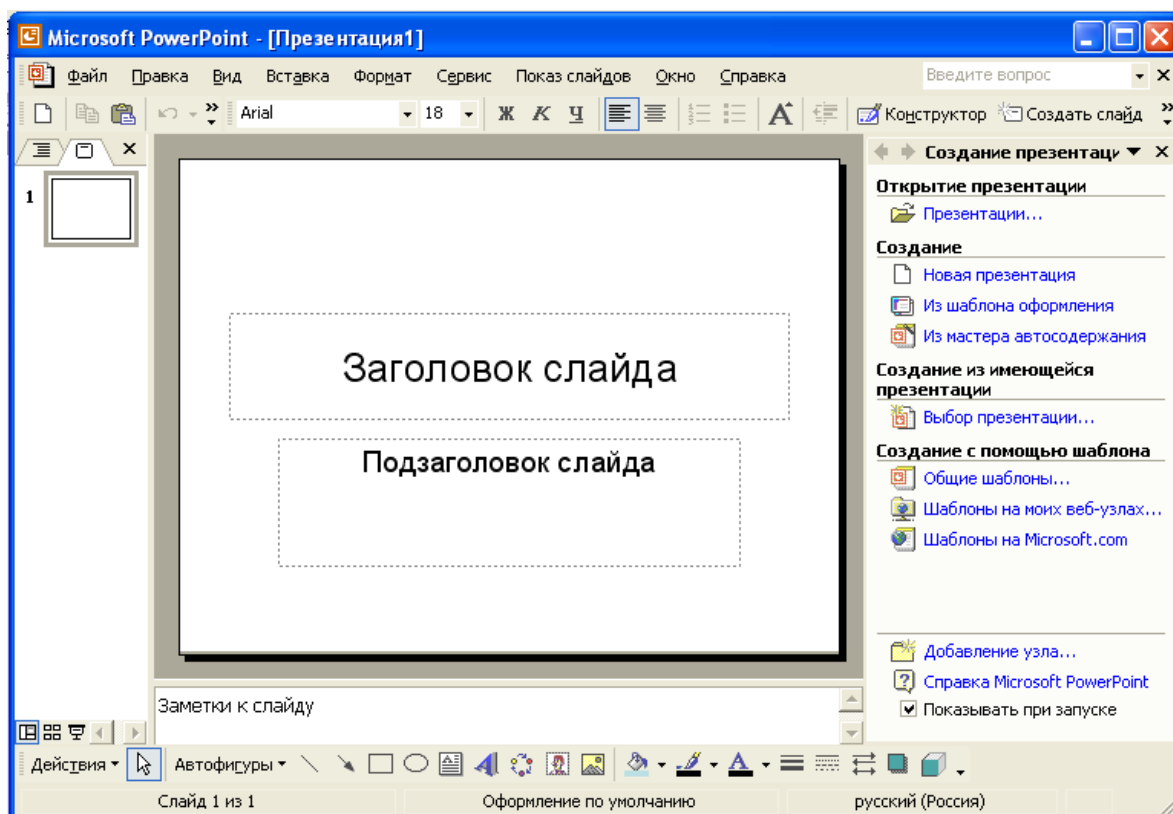 Microsoft PowerPoint - [Презентация1]
Файл Правка Вид Вставка Формат Сервис Показ слайдов Окно Справка Введите вопрос
Arial 18 Ж К Ч Конструктор Создать слайд
Создание презентаци
1
Открытие презентации
Презентации...
Создание
Новая презентация
Из шаблона оформления
Из мастера автосодержания
Создание из имеющейся
презентации
Выбор презентации...
Создание с помощью шаблона
Общие шаблоны...
Шаблоны на моих веб-узлах...
Шаблоны на Microsoft.com
Добавление узла...
Справка Microsoft PowerPoint
Показывать при запуске
Заголовок слайда
Подзаголовок слайда
Заметки к слайду
Действия Автофигуры
Слайд 1 из 1 Оформление по умолчанию русский (Россия)